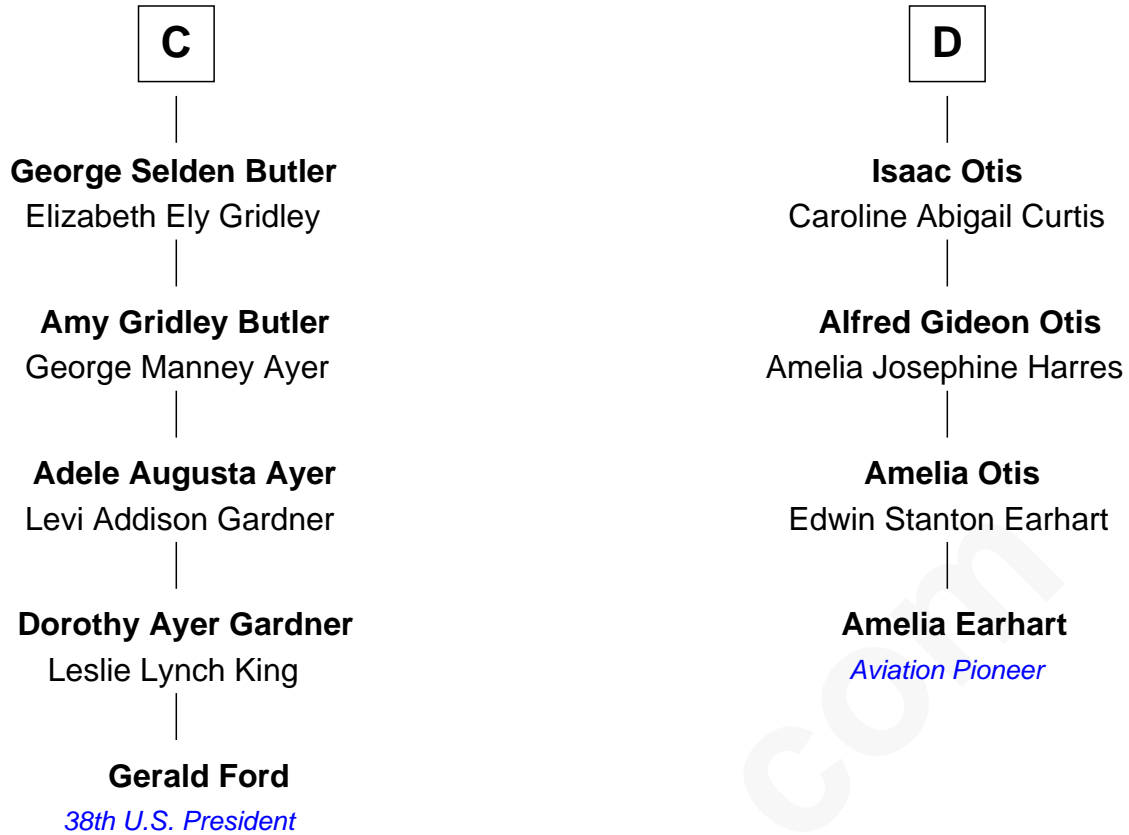 C
George Selden Butler
Elizabeth Ely Gridley
Amy Gridley Butler
George Manney Ayer
Adele Augusta Ayer
Levi Addison Gardner
Dorothy Ayer Gardner
Leslie Lynch King
Gerald Ford
38th U.S. President
D
Isaac Otis
Caroline Abigail Curtis
Alfred Gideon Otis
Amelia Josephine Harres
Amelia Otis
Edwin Stanton Earhart
Amelia Earhart
Aviation Pioneer
com